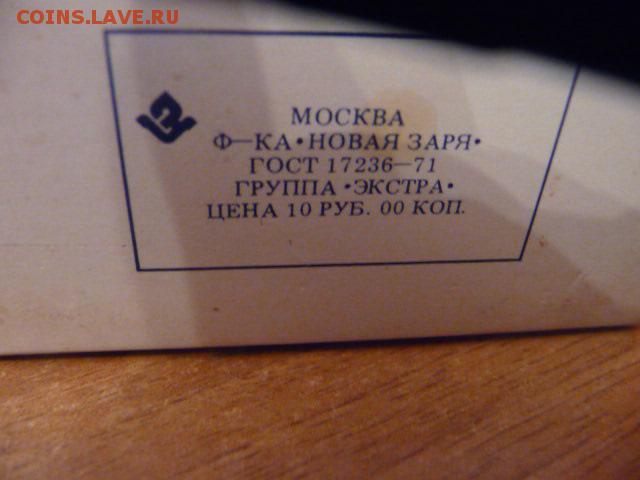 COINS.LAVE.RU
МОСКВА
Ф—КА•НОВАЯ ЗАРЯ•
ГОСТ 17236—71
ГРУППА •ЭКСТРА•
ЦЕНА 10 РУБ. 00 КОП.